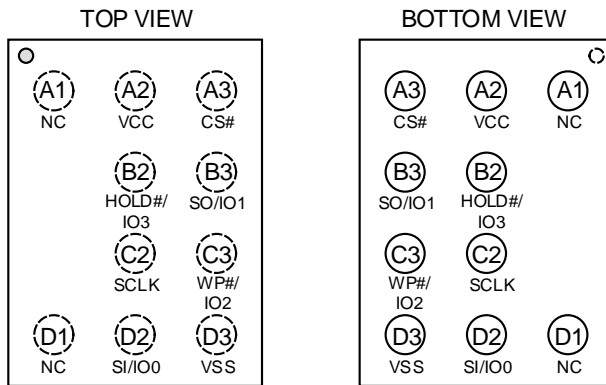 TOP VIEW
A1 A2 A3
NC VCC CS#
B2 B3
HOLD#/ SO/IO1
IO3
C2 C3
SCLK WP#/
IO2
D1 D2 D3
NC SI/IO0 VSS
BOTTOM VIEW
A3 A2 A1
CS# VCC NC
B3 B2
SO/IO1 HOLD#/
IO3
C3 C2
WP#/ SCLK
IO2
D3 D2 D1
VSS SI/IO0 NC